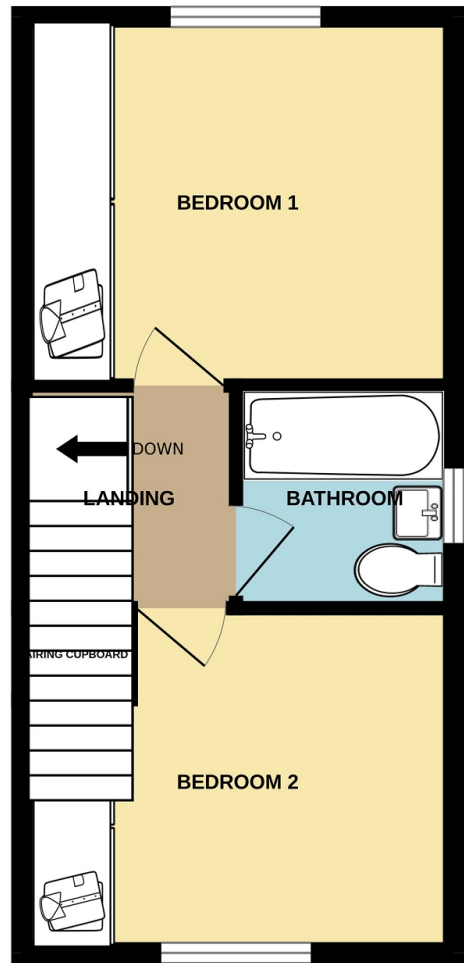 BEDROOM 1
DOWN
LANDING
BATHROOM
AIRING CUPBOARD
BEDROOM 2